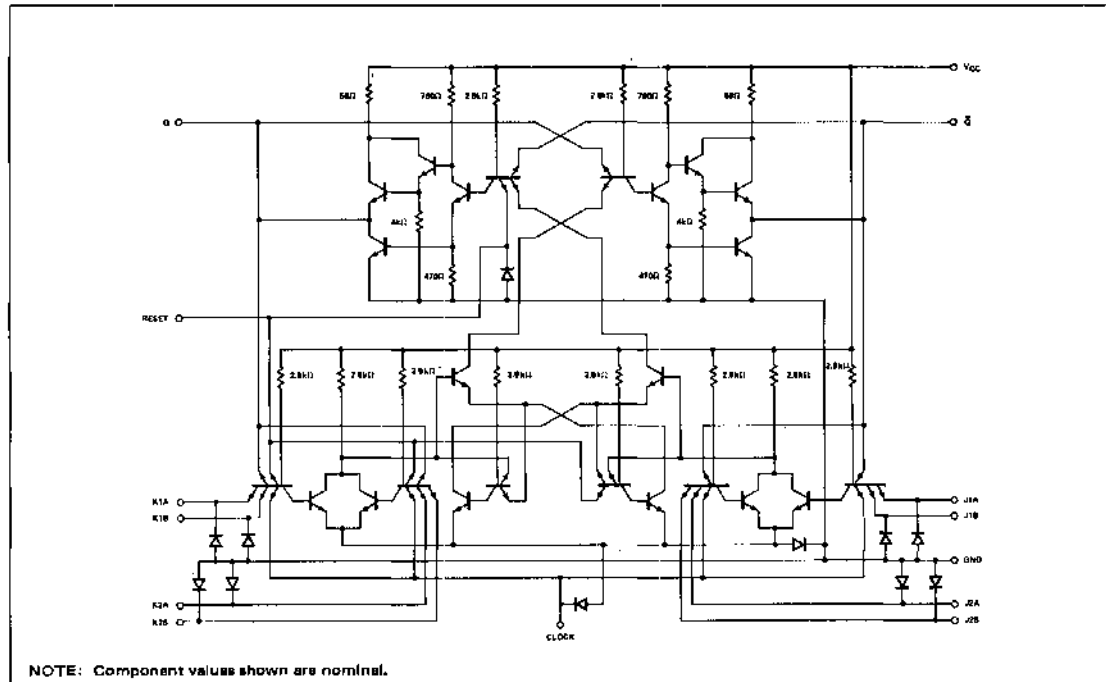 VCC
58Ω 760Ω 2.8kΩ 2.8kΩ 760Ω 58Ω
Q Q̄
4kΩ 4kΩ
470Ω 470Ω
RESET
2.8kΩ 2.8kΩ 2.8kΩ 2.8kΩ 2.8kΩ 2.8kΩ 2.8kΩ 2.8kΩ
K1A J1A
K1B J1B
GND
K2A J2A
K2B J2B
CLOCK
NOTE: Component values shown are nominal.